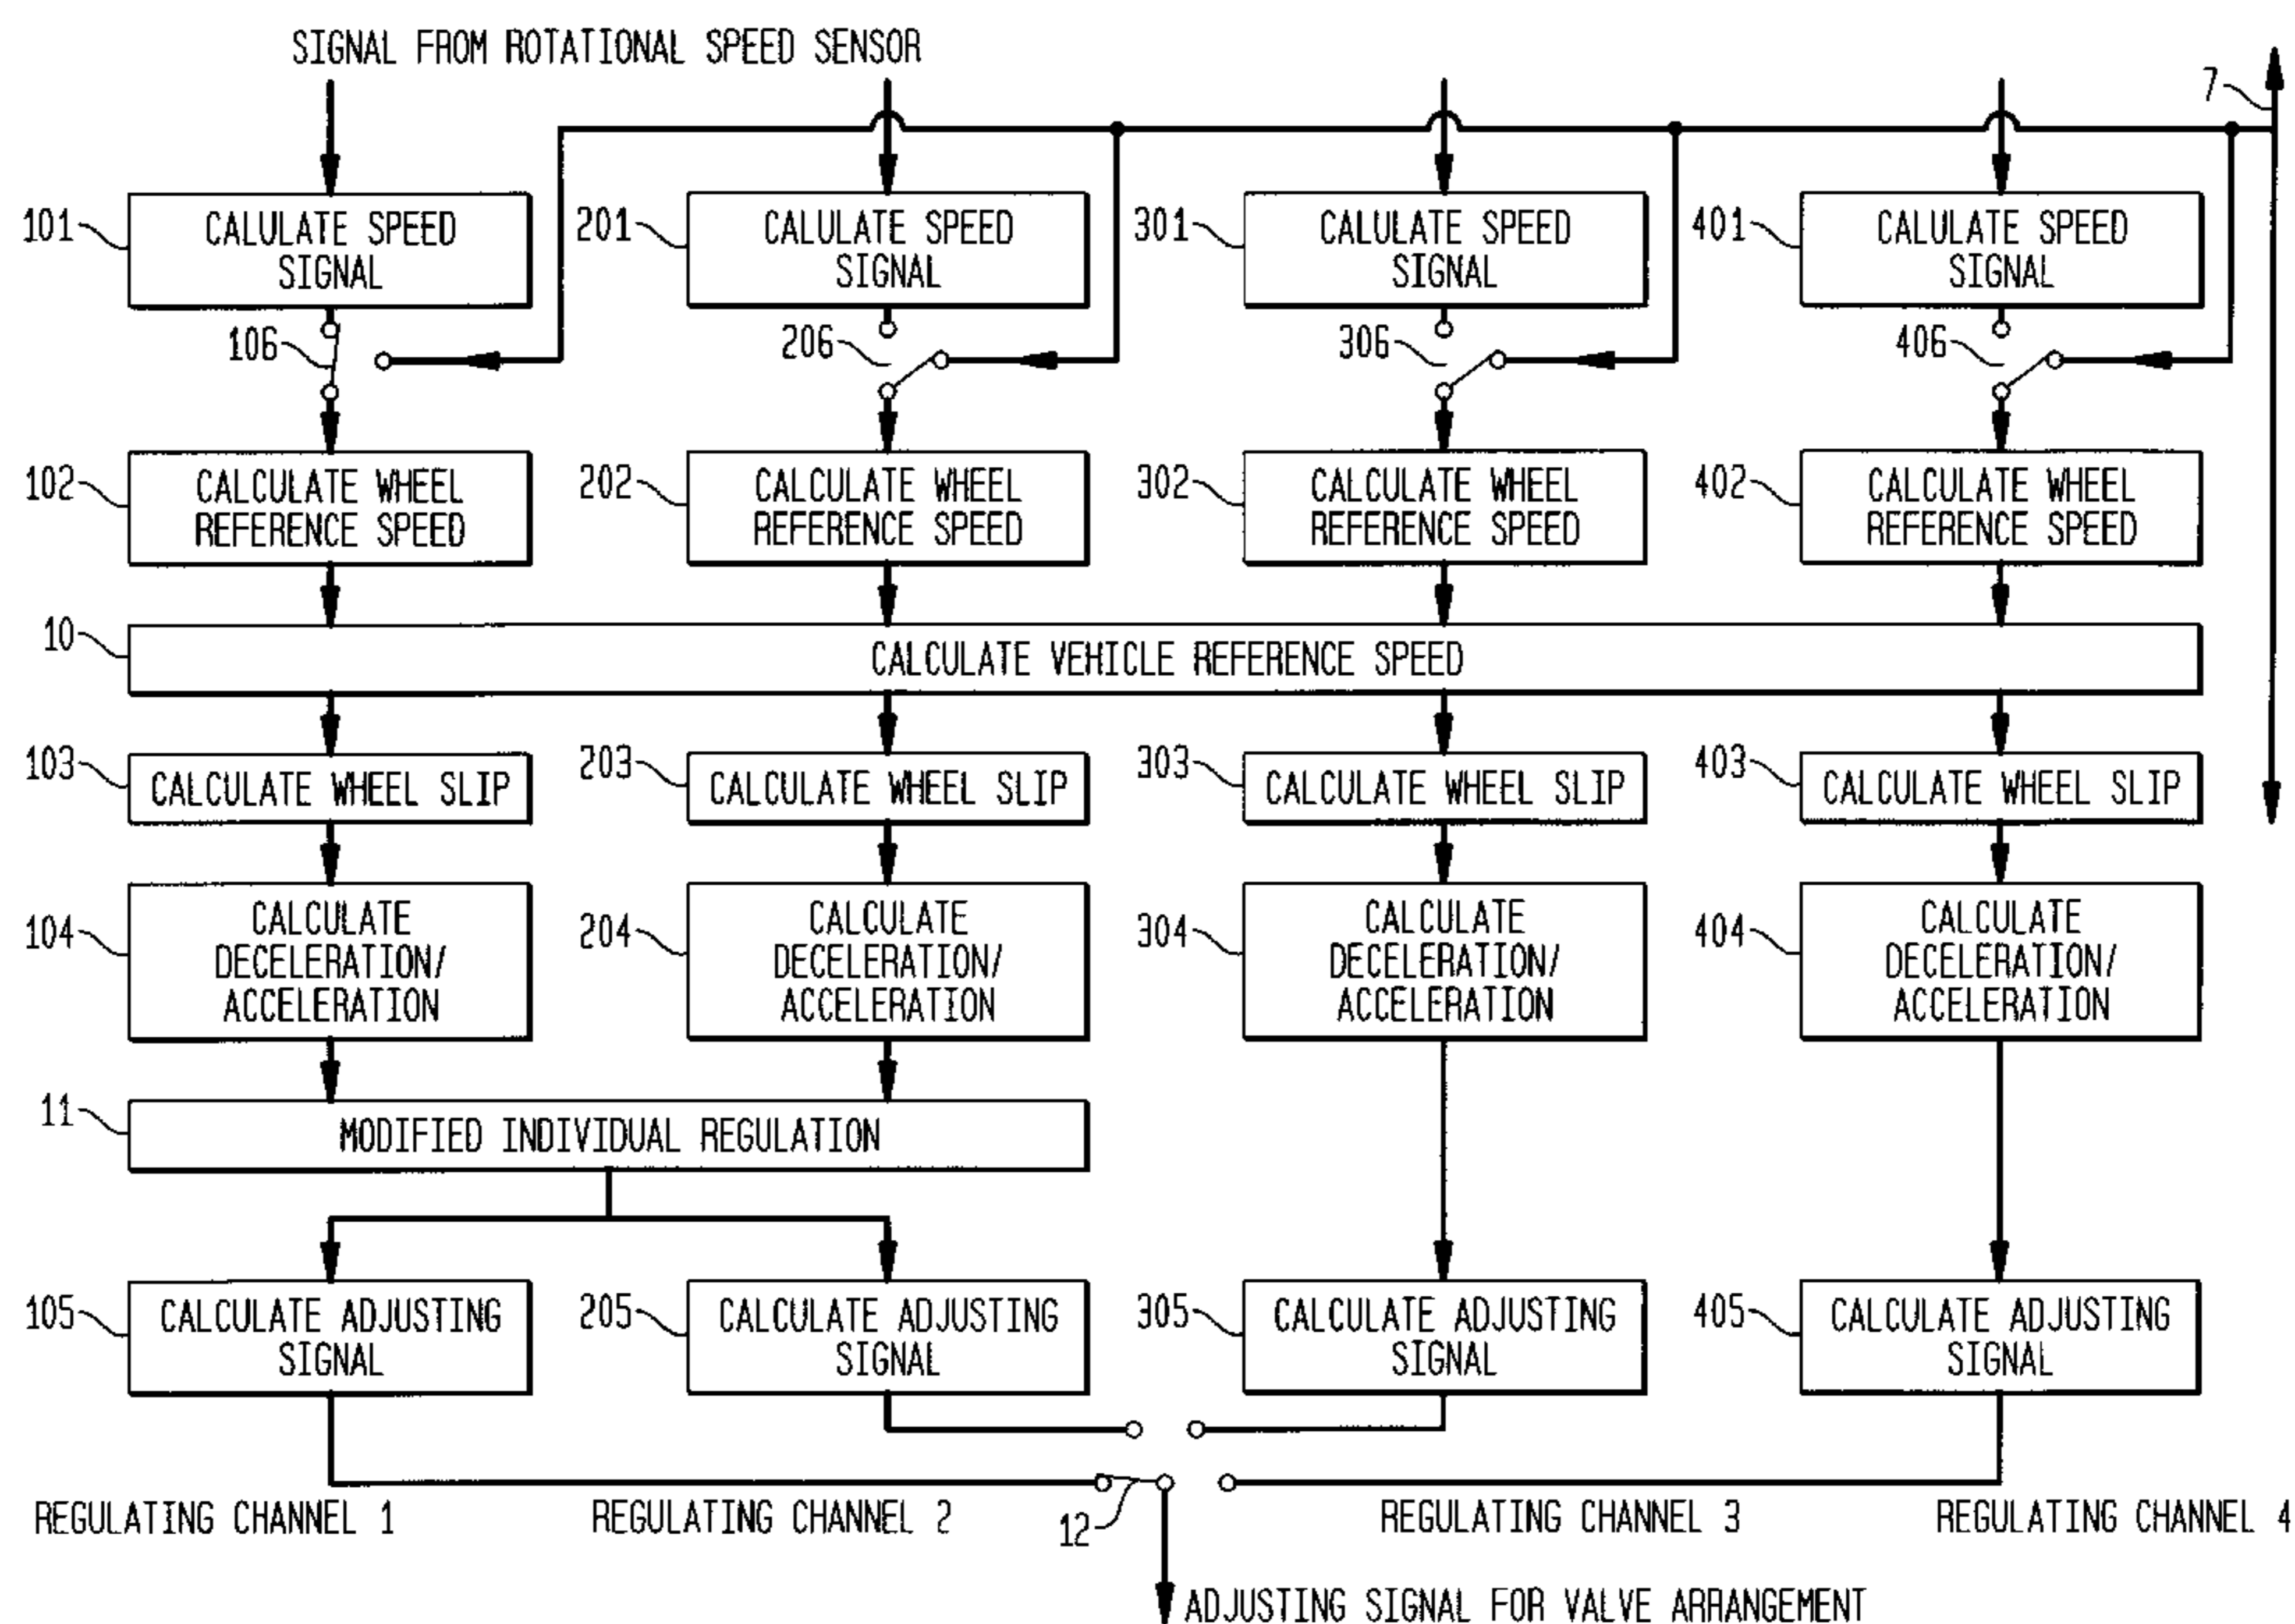 SIGNAL FROM ROTATIONAL SPEED SENSOR
7
101
CALULATE SPEED
SIGNAL
201
CALULATE SPEED
SIGNAL
301
CALULATE SPEED
SIGNAL
401
CALULATE SPEED
SIGNAL
106
206
306
406
102
CALCULATE WHEEL
REFERENCE SPEED
202
CALCULATE WHEEL
REFERENCE SPEED
302
CALCULATE WHEEL
REFERENCE SPEED
402
CALCULATE WHEEL
REFERENCE SPEED
10
CALCULATE VEHICLE REFERENCE SPEED
103
CALCULATE WHEEL SLIP
203
CALCULATE WHEEL SLIP
303
CALCULATE WHEEL SLIP
403
CALCULATE WHEEL SLIP
104
CALCULATE
DECELERATION/
ACCELERATION
204
CALCULATE
DECELERATION/
ACCELERATION
304
CALCULATE
DECELERATION/
ACCELERATION
404
CALCULATE
DECELERATION/
ACCELERATION
11
MODIFIED INDIVIDUAL REGULATION
105
CALCULATE ADJUSTING
SIGNAL
205
CALCULATE ADJUSTING
SIGNAL
305
CALCULATE ADJUSTING
SIGNAL
405
CALCULATE ADJUSTING
SIGNAL
REGULATING CHANNEL 1
REGULATING CHANNEL 2
12
REGULATING CHANNEL 3
REGULATING CHANNEL 4
ADJUSTING SIGNAL FOR VALVE ARRANGEMENT